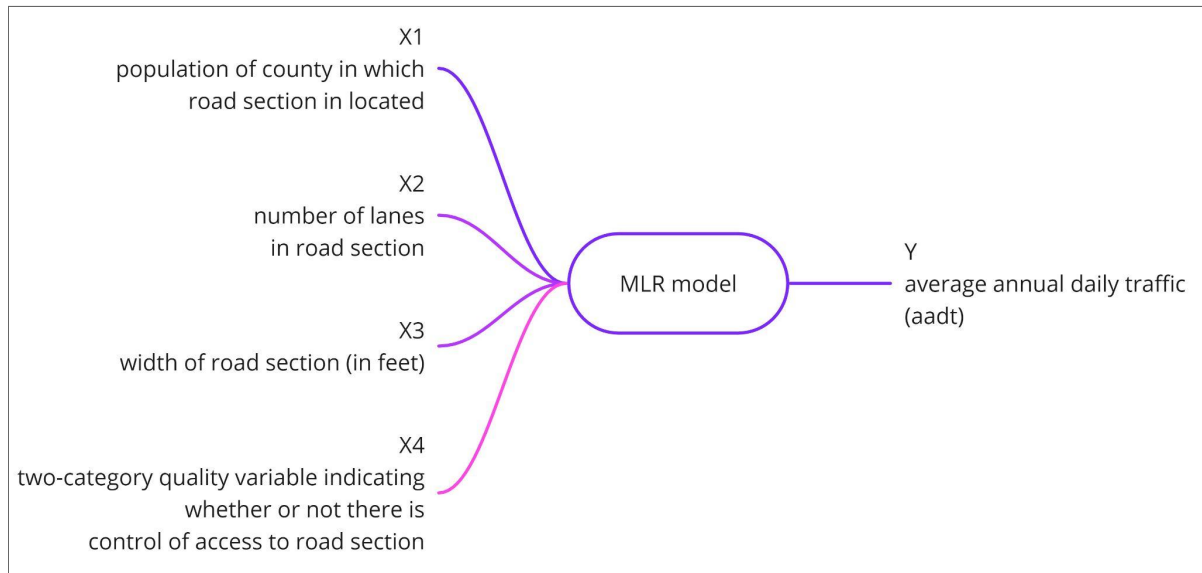 X1
population of county in which
road section in located
X2
number of lanes
in road section
X3
width of road section (in feet)
X4
two-category quality variable indicating
whether or not there is
control of access to road section
MLR model
Y
average annual daily traffic
(aadt)